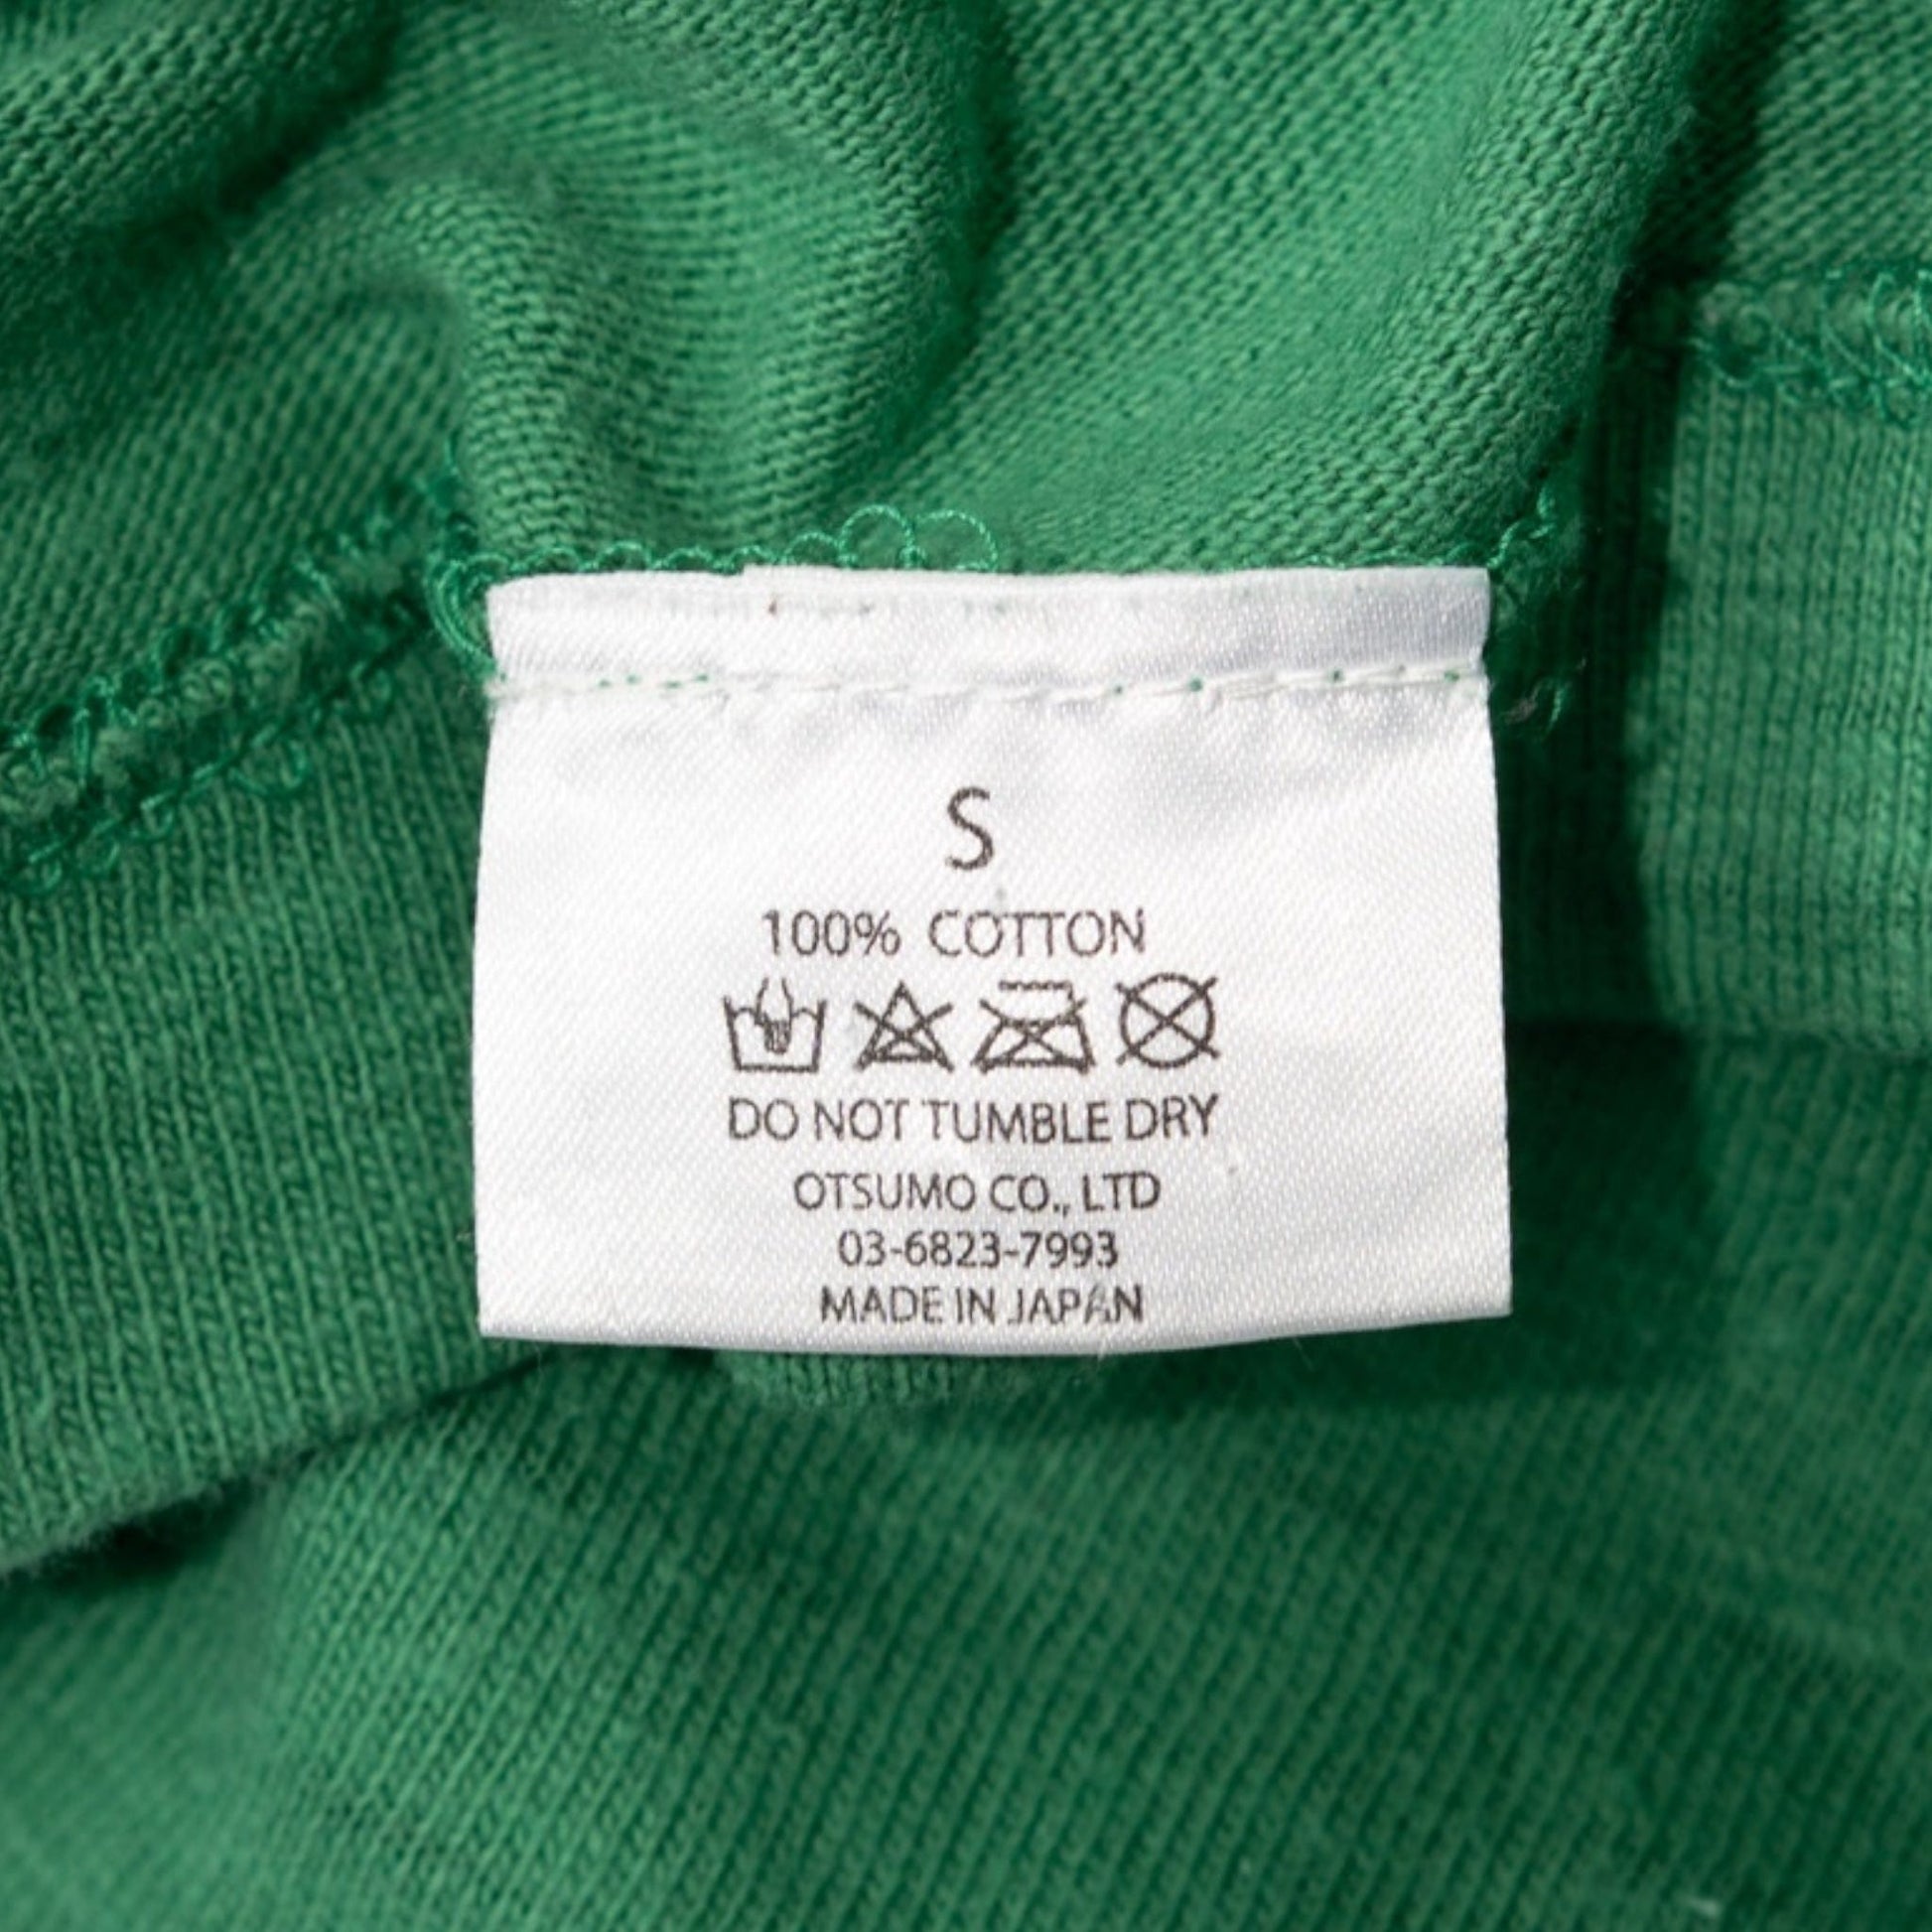 S
100% COTTON
DO NOT TUMBLE DRY
OTSUMO CO., LTD
03-6823-7993
MADE IN JAPAN